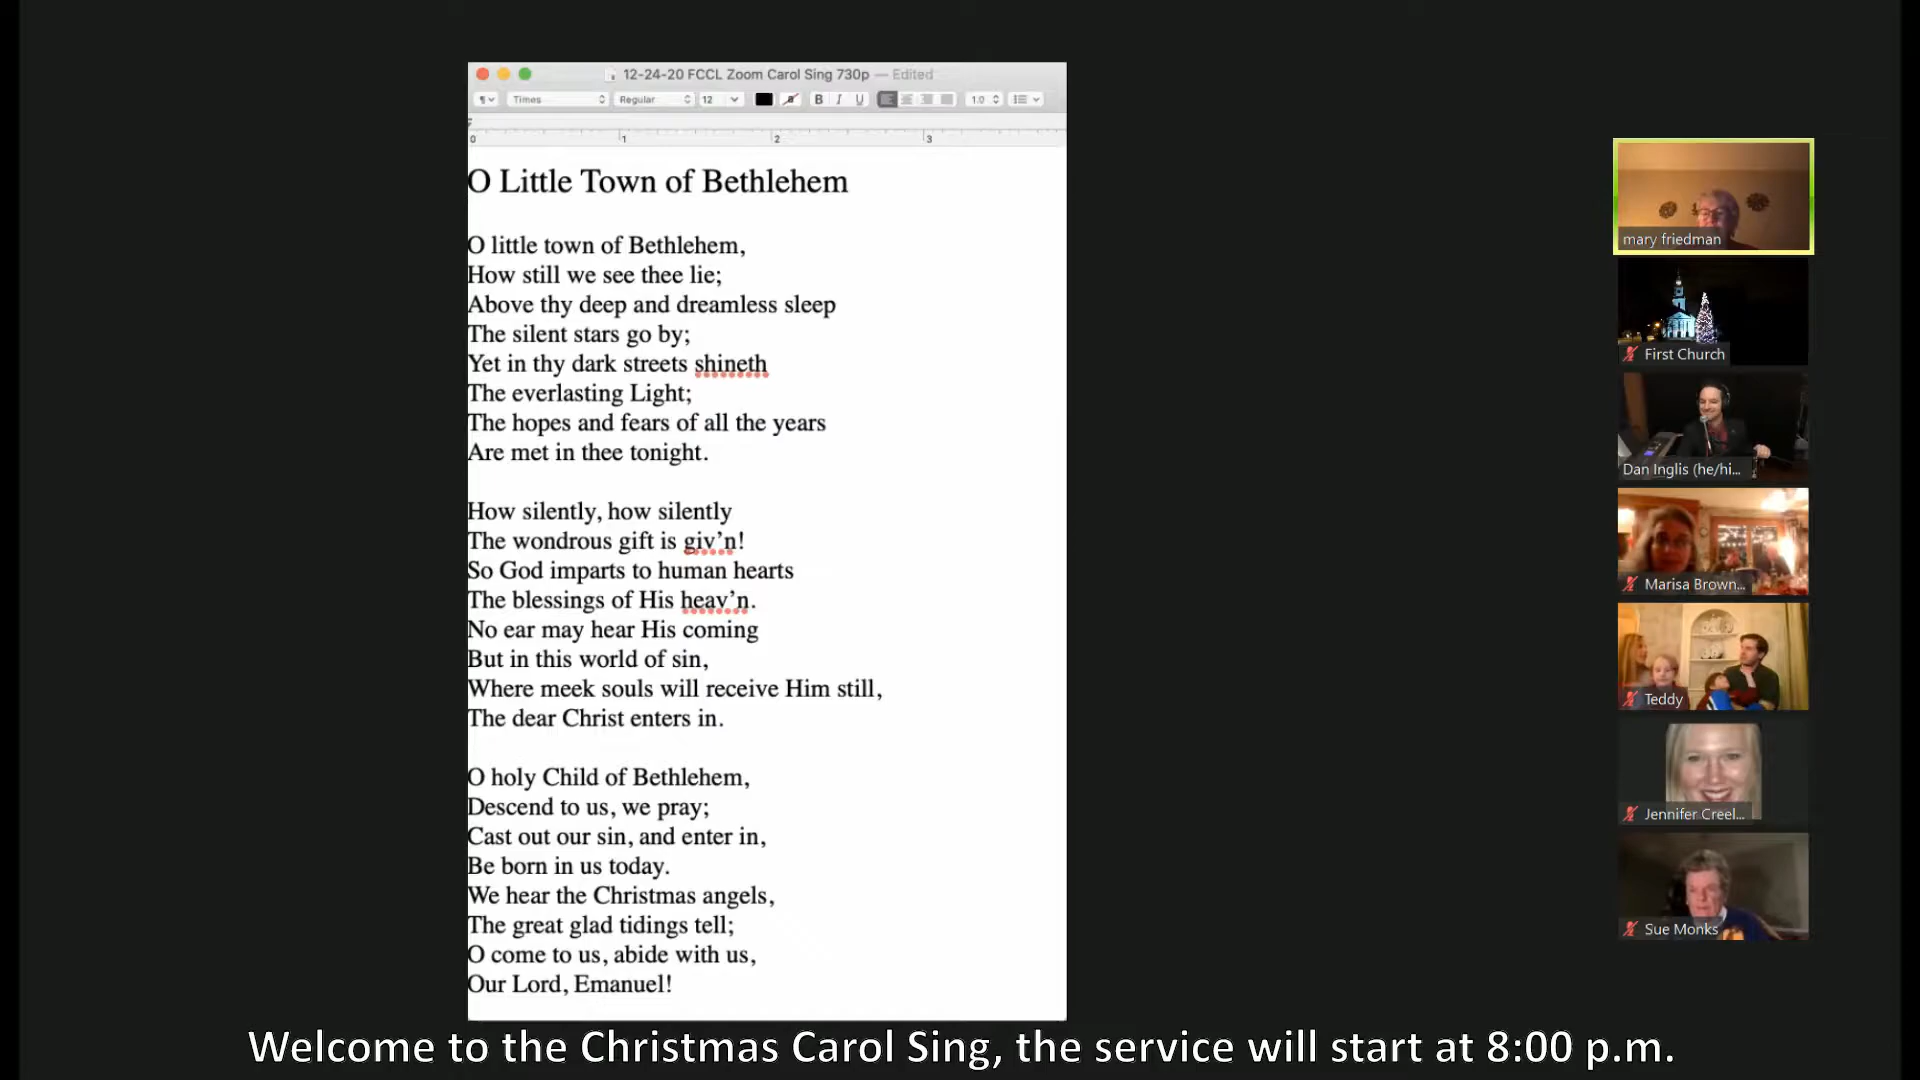 12-24-20 FCCL Zoom Carol Sing 730p — Edited
Times Regular 12 B I U 1.0
0 1 2 3
O Little Town of Bethlehem
O little town of Bethlehem,
How still we see thee lie;
Above thy deep and dreamless sleep
The silent stars go by;
Yet in thy dark streets shineth
The everlasting Light;
The hopes and fears of all the years
Are met in thee tonight.
How silently, how silently
The wondrous gift is giv’n!
So God imparts to human hearts
The blessings of His heav’n.
No ear may hear His coming
But in this world of sin,
Where meek souls will receive Him still,
The dear Christ enters in.
O holy Child of Bethlehem,
Descend to us, we pray;
Cast out our sin, and enter in,
Be born in us today.
We hear the Christmas angels,
The great glad tidings tell;
O come to us, abide with us,
Our Lord, Emanuel!
mary friedman
First Church
Dan Inglis (he/hi...
Marisa Brown...
Teddy
Jennifer Creel...
Sue Monks
Welcome to the Christmas Carol Sing, the service will start at 8:00 p.m.